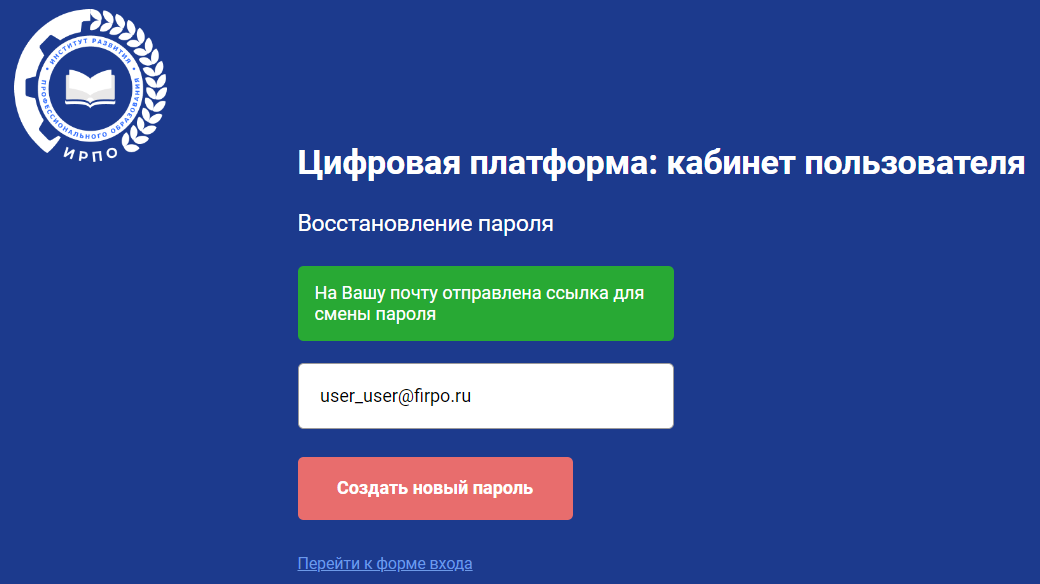 ИНСТИТУТ РАЗВИТИЯ
ПРОФЕССИОНАЛЬНОГО ОБРАЗОВАНИЯ
ИРПО
Цифровая платформа: кабинет пользователя
Восстановление пароля
На Вашу почту отправлена ссылка для
смены пароля
user_user@firpo.ru
Создать новый пароль
Перейти к форме входа